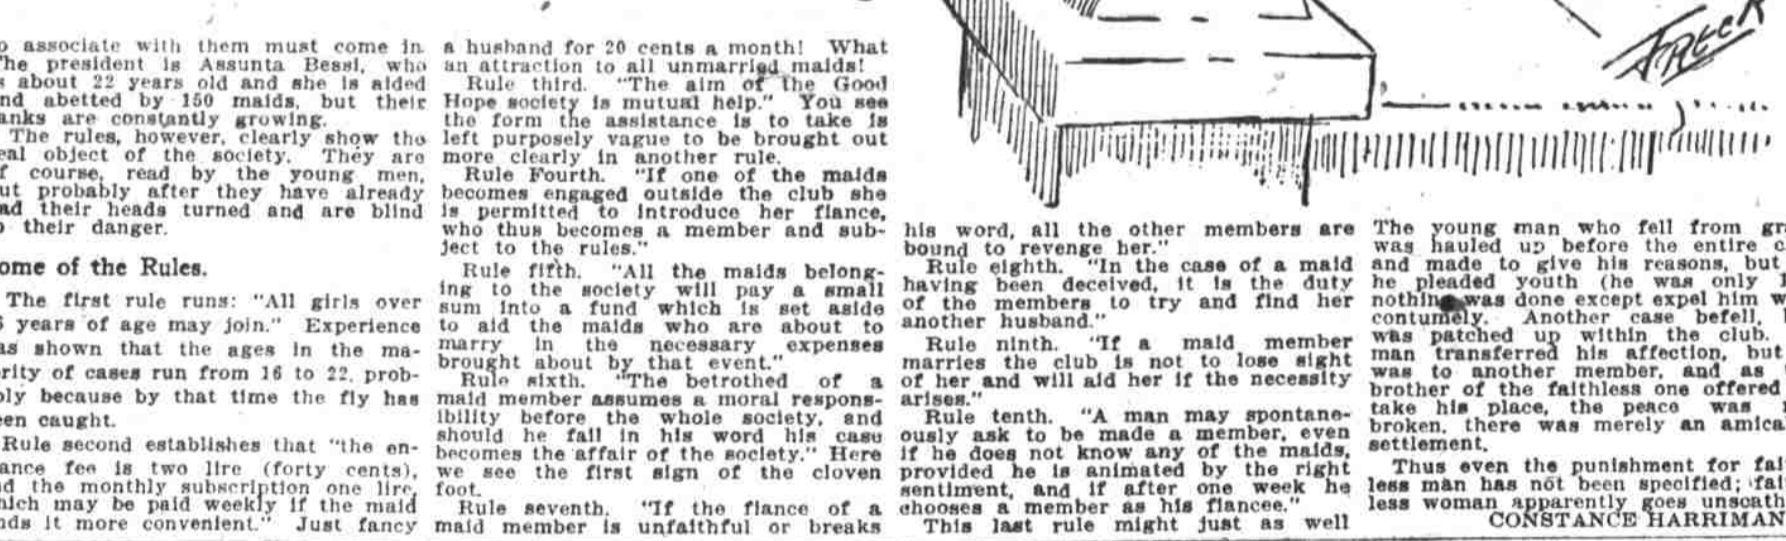 associate with them must come in
The president is Assunta Bessi, who
about 22 years old and she is aided
and abetted by 150 maids, but their
ranks are constantly growing.
The rules, however, clearly show the
real object of the society. They are
of course, read by the young men,
but probably after they have already
had their heads turned and are blind
their danger.
Some of the Rules.
The first rule runs: "All girls over
years of age may join." Experience
has shown that the ages in the ma-
jority of cases run from 16 to 22, prob-
ably because by that time the fly has
been caught.
Rule second establishes that "the en-
trance fee is two lire (forty cents),
and the monthly subscription one lire,
which may be paid weekly if the maid
finds it more convenient." Just fancy
a husband for 20 cents a month! What
an attraction to all unmarried maids!
Rule third. "The aim of the Good
Hope society is mutual help." You see
the form the assistance is to take is
left purposely vague to be brought out
more clearly in another rule.
Rule Fourth. "If one of the maids
becomes engaged outside the club she
is permitted to introduce her fiance,
who thus becomes a member and sub-
ject to the rules."
Rule fifth. "All the maids belong-
ing to the society will pay a small
sum into a fund which is set aside
to aid the maids who are about to
marry in the necessary expenses
brought about by that event."
Rule sixth. "The betrothed of a
maid member assumes a moral respons-
ibility before the whole society, and
should he fail in his word his case
becomes the affair of the society." Here
we see the first sign of the cloven
foot.
Rule seventh. "If the fiance of a
maid member is unfaithful or breaks
FREER
his word, all the other members are
bound to revenge her."
Rule eighth. "In the case of a maid
having been deceived, it is the duty
of the members to try and find her
another husband."
Rule ninth. "If a maid member
marries the club is not to lose sight
of her and will aid her if the necessity
arises."
Rule tenth. "A man may spontane-
ously ask to be made a member, even
if he does not know any of the maids,
provided he is animated by the right
sentiment, and if after one week he
chooses a member as his fiancee."
This last rule might just as well
The young man who fell from
was hauled up before the entire
and made to give his reasons, but
he pleaded youth (he was only
nothing was done except expel him
contumely. Another case befell,
was patched up within the club.
man transferred his affection, but
was to another member, and as
brother of the faithless one offered
take his place, the peace was
broken, there was merely an amica
settlement.
Thus even the punishment for fai
less man has not been specified; fai
less woman apparently goes unscath
CONSTANCE HARRIMAN